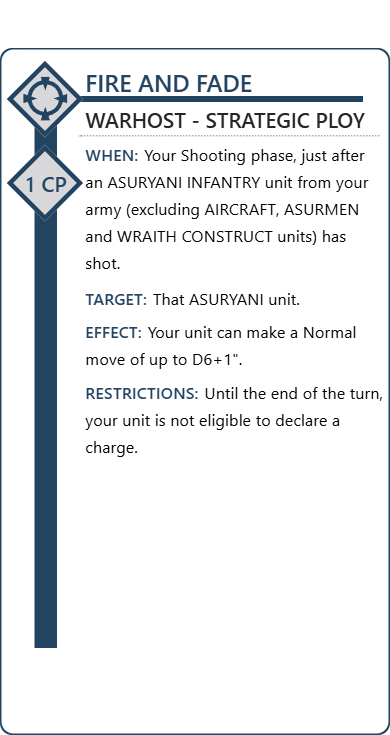 FIRE AND FADE
WARHOST - STRATEGIC PLOY
1 CP
WHEN: Your Shooting phase, just after
an ASURYANI INFANTRY unit from your
army (excluding AIRCRAFT, ASURMEN
and WRAITH CONSTRUCT units) has
shot.
TARGET: That ASURYANI unit.
EFFECT: Your unit can make a Normal
move of up to D6+1".
RESTRICTIONS: Until the end of the turn,
your unit is not eligible to declare a
charge.